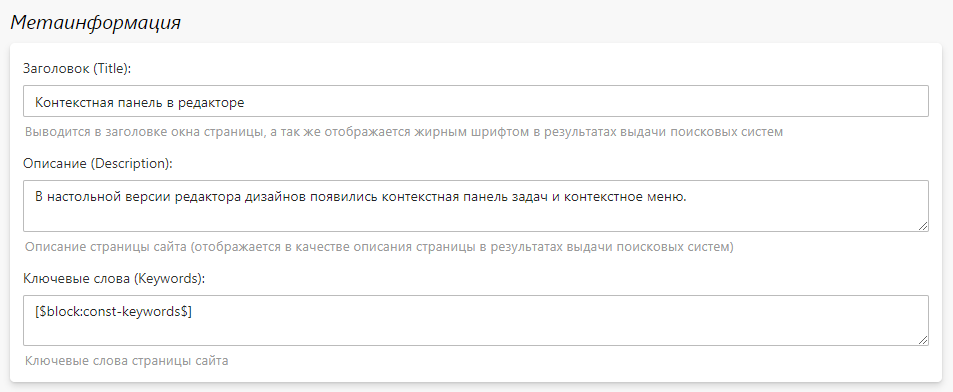 Метаинформация
Заголовок (Title):
Контекстная панель в редакторе
Выводится в заголовке окна страницы, а так же отображается жирным шрифтом в результатах выдачи поисковых систем
Описание (Description):
В настольной версии редактора дизайнов появились контекстная панель задач и контекстное меню.
Описание страницы сайта (отображается в качестве описания страницы в результатах выдачи поисковых систем)
Ключевые слова (Keywords):
[$block:const-keywords$]
Ключевые слова страницы сайта